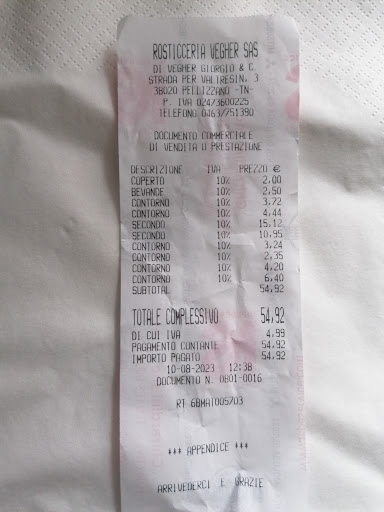 ROSTICCERIA VEGHER SAS
DI VEGHER GIORGIO & C.
STRADA PER VALTRESIN, 3
38020 PELLIZZANO -TN-
P. IVA 02473600225
TELEFONO 0463/751390
DOCUMENTO COMMERCIALE
DI VENDITA O PRESTAZIONE
DESCRIZIONE IVA PREZZO €
COPERTO 10% 2,00
BEVANDE 10% 2,50
CONTORNO 10% 3,72
CONTORNO 10% 4,44
SECONDO 10% 15,12
SECONDO 10% 10,95
CONTORNO 10% 3,24
CONTORNO 10% 2,35
CONTORNO 10% 4,20
CONTORNO 10% 6,40
SUBTOTAL 54,92
TOTALE COMPLESSIVO 54,92
DI CUI IVA 4,99
PAGAMENTO CONTANTE 54,92
IMPORTO PAGATO 54,92
10-08-2023 12:38
DOCUMENTO N. 0801-0016
RT 6BMAT005703
*** APPENDICE ***
ARRIVEDERCI E GRAZIE